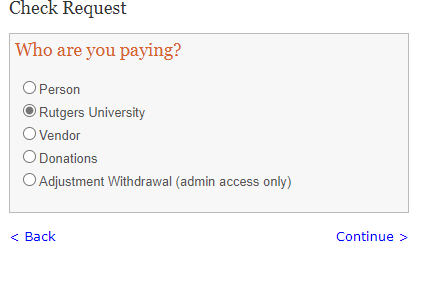 Check Request
Who are you paying?
Person
Rutgers University
Vendor
Donations
Adjustment Withdrawal (admin access only)
< Back Continue >